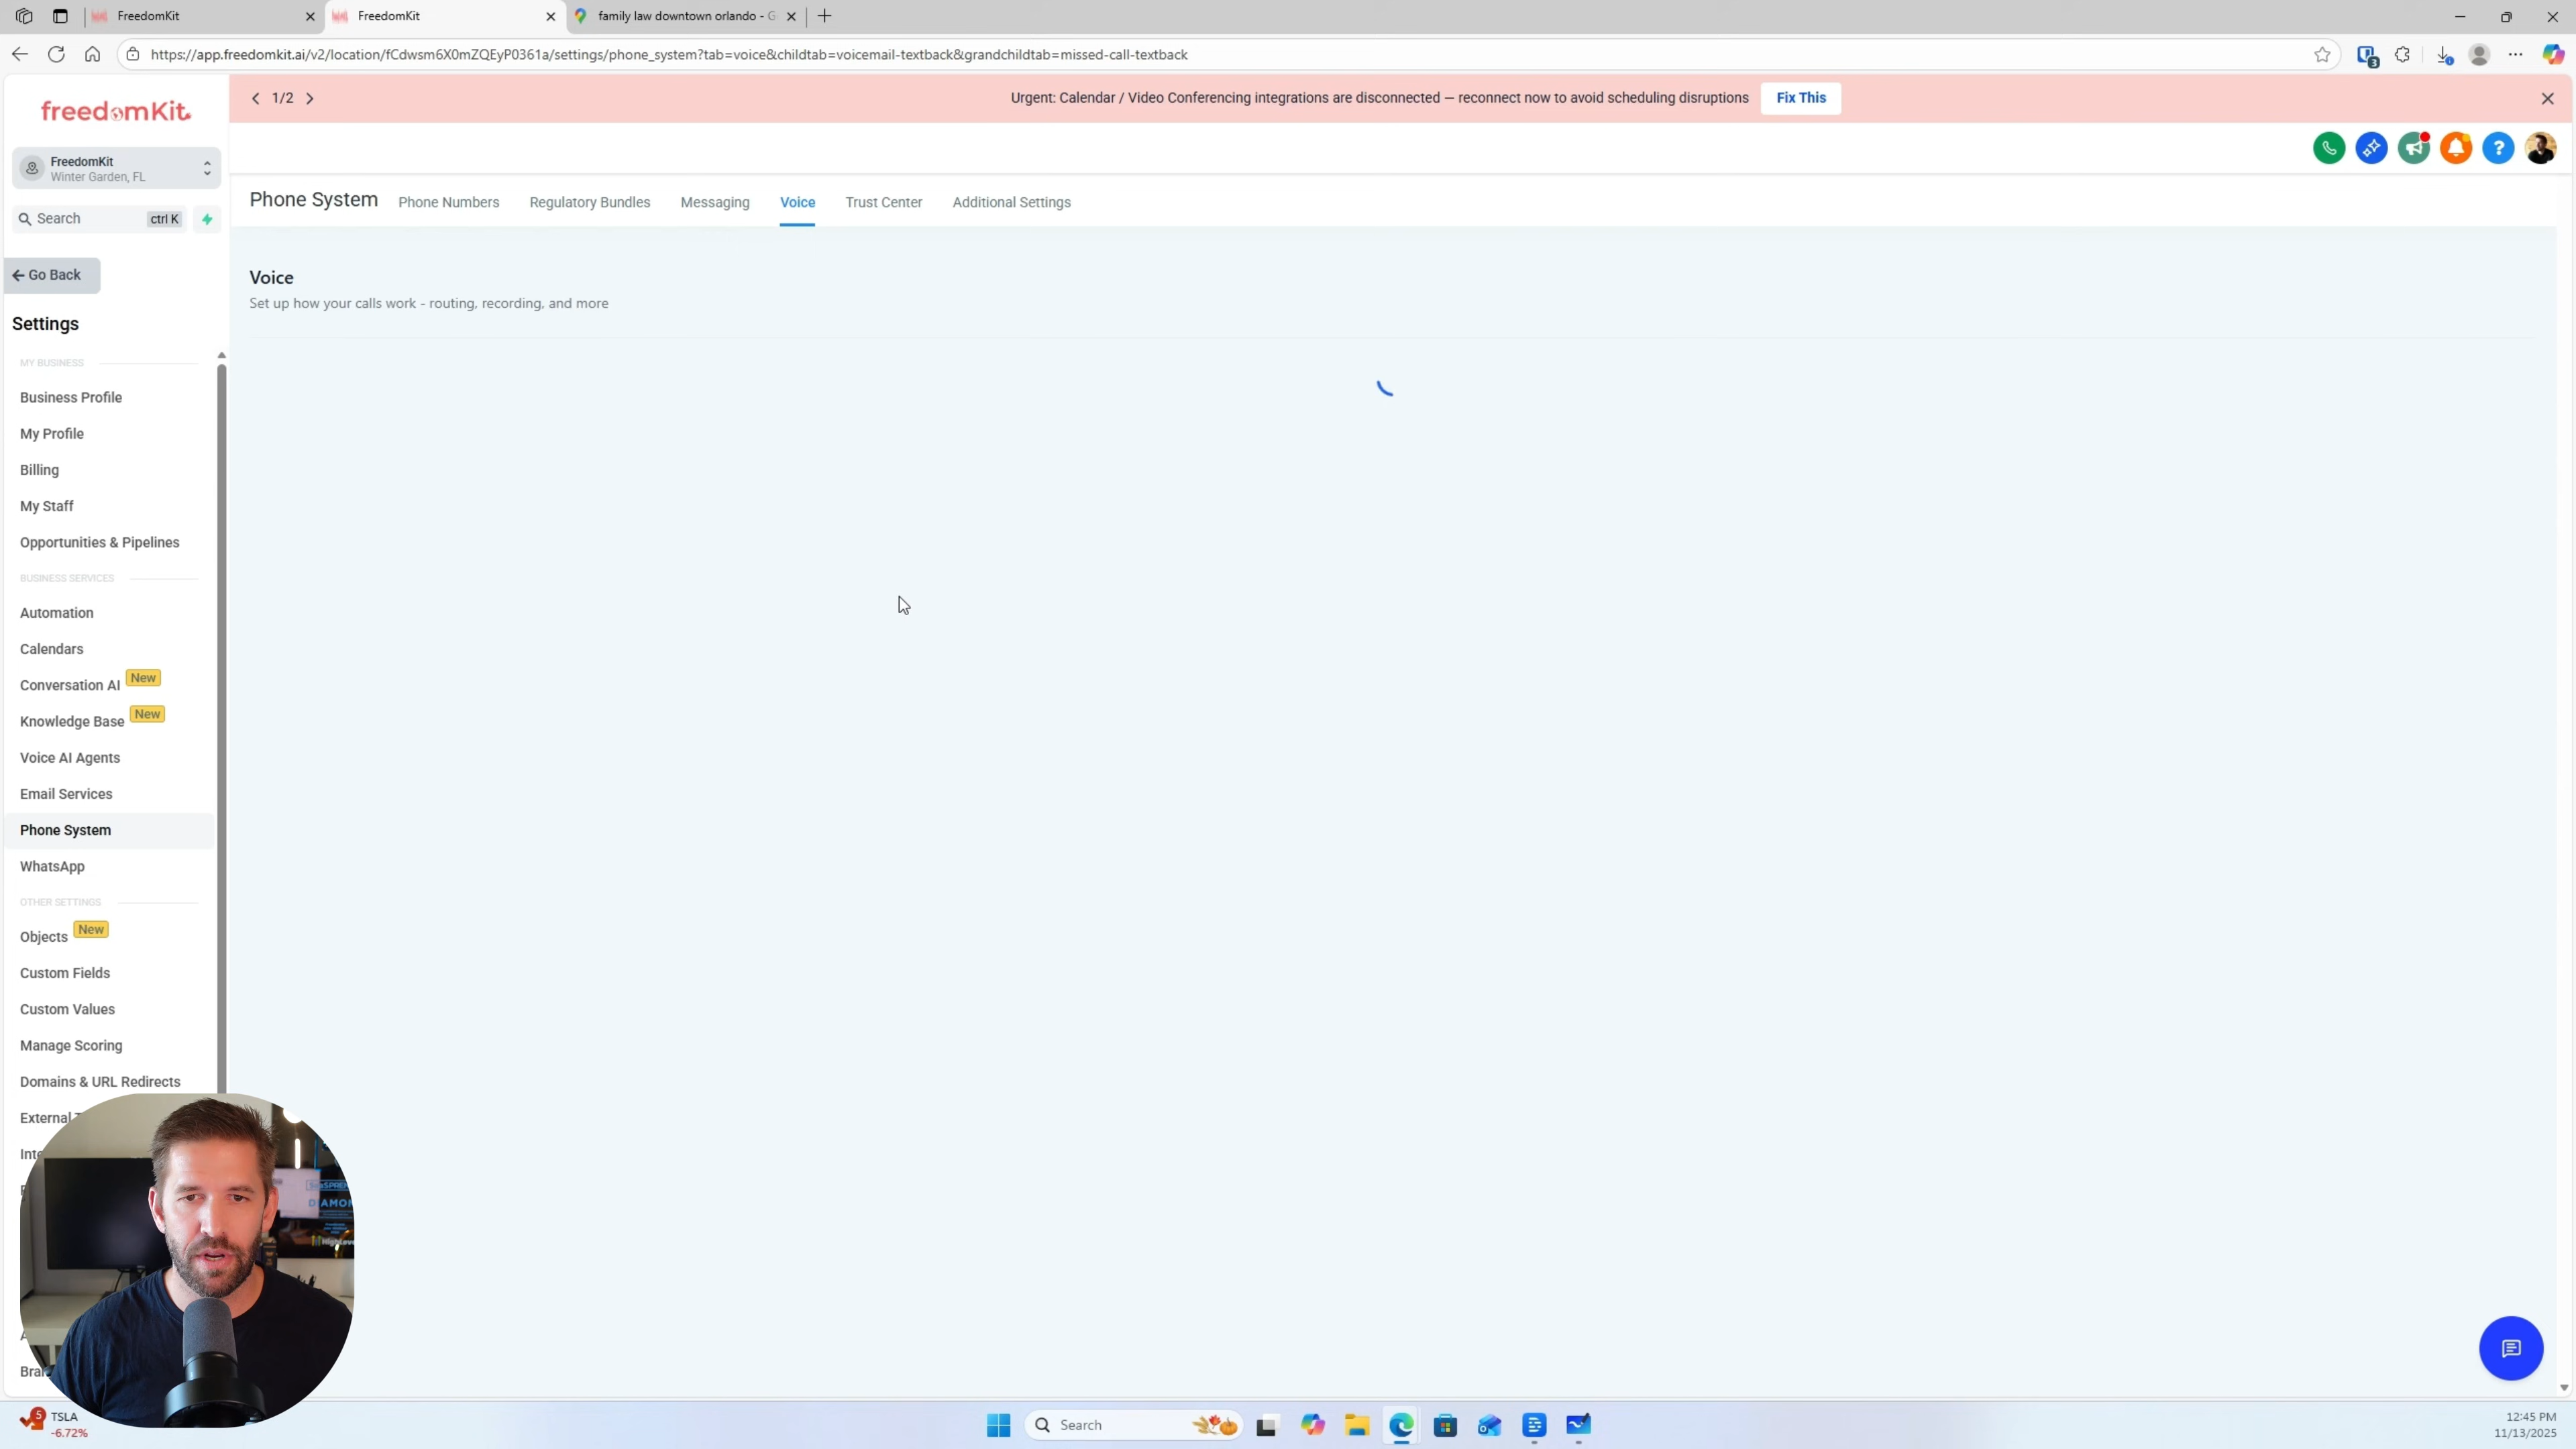 FreedomKit
FreedomKit
family law downtown orlando - G
https://app.freedomkit.ai/v2/location/fCdwsm6X0mZQEyP0361a/settings/phone_system?tab=voice&childtab=voicemail-textback&grandchildtab=missed-call-textback
3
freedomKit.
1/2
Urgent: Calendar / Video Conferencing integrations are disconnected — reconnect now to avoid scheduling disruptions
Fix This
FreedomKit
Winter Garden, FL
Search
ctrl K
Phone System
Phone Numbers
Regulatory Bundles
Messaging
Voice
Trust Center
Additional Settings
Go Back
Voice
Set up how your calls work - routing, recording, and more
Settings
MY BUSINESS
Business Profile
My Profile
Billing
My Staff
Opportunities & Pipelines
BUSINESS SERVICES
Automation
Calendars
Conversation AI New
Knowledge Base New
Voice AI Agents
Email Services
Phone System
WhatsApp
OTHER SETTINGS
Objects New
Custom Fields
Custom Values
Manage Scoring
Domains & URL Redirects
External
DIAMON
HighLeve
5
TSLA
-6.72%
Search
12:45 PM
11/13/2025